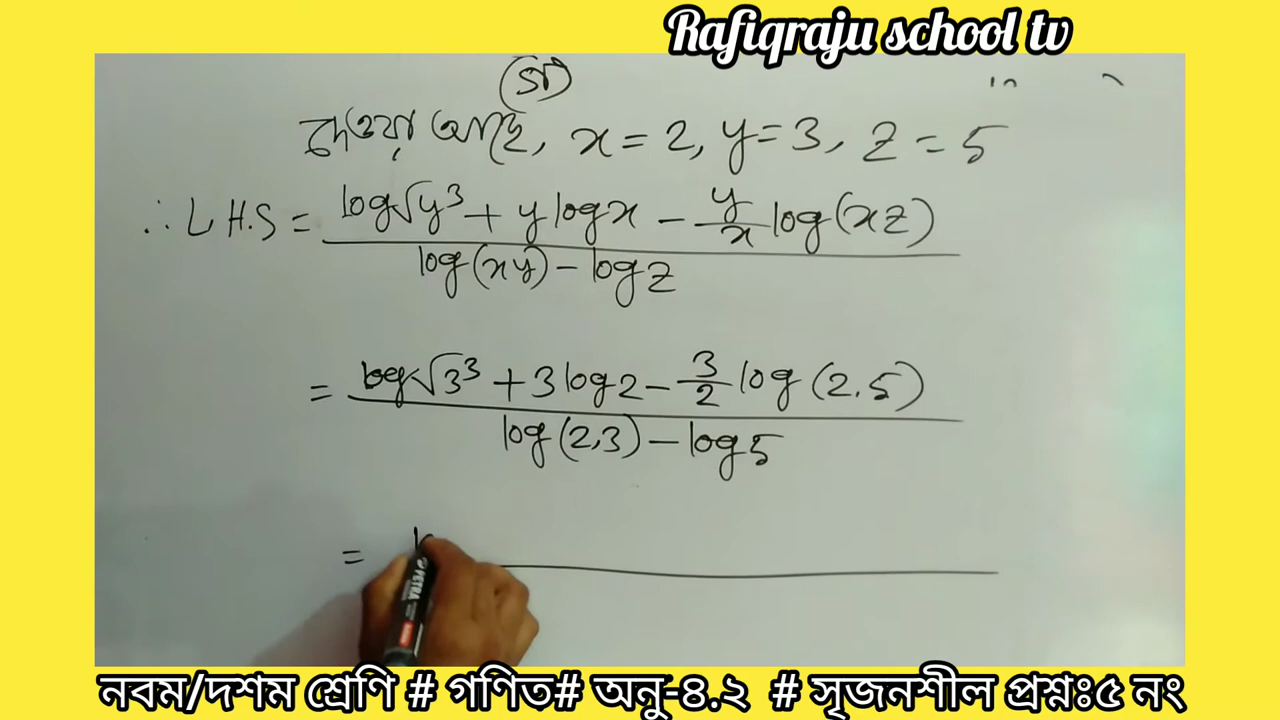 Rafiqraju school tv
(গ)
দেওয়া আছে, x = 2, y = 3, z = 5
∴ L.H.S = (log√y³ + y log x − y/x log(xz)) / (log(xy) − log z)
= (log√3³ + 3 log 2 − 3/2 log(2.5)) / (log(2.3) − log 5)
=
নবম/দশম শ্রেণি # গণিত# অনু-৪.২ # সৃজনশীল প্রশ্নঃ৫ নং